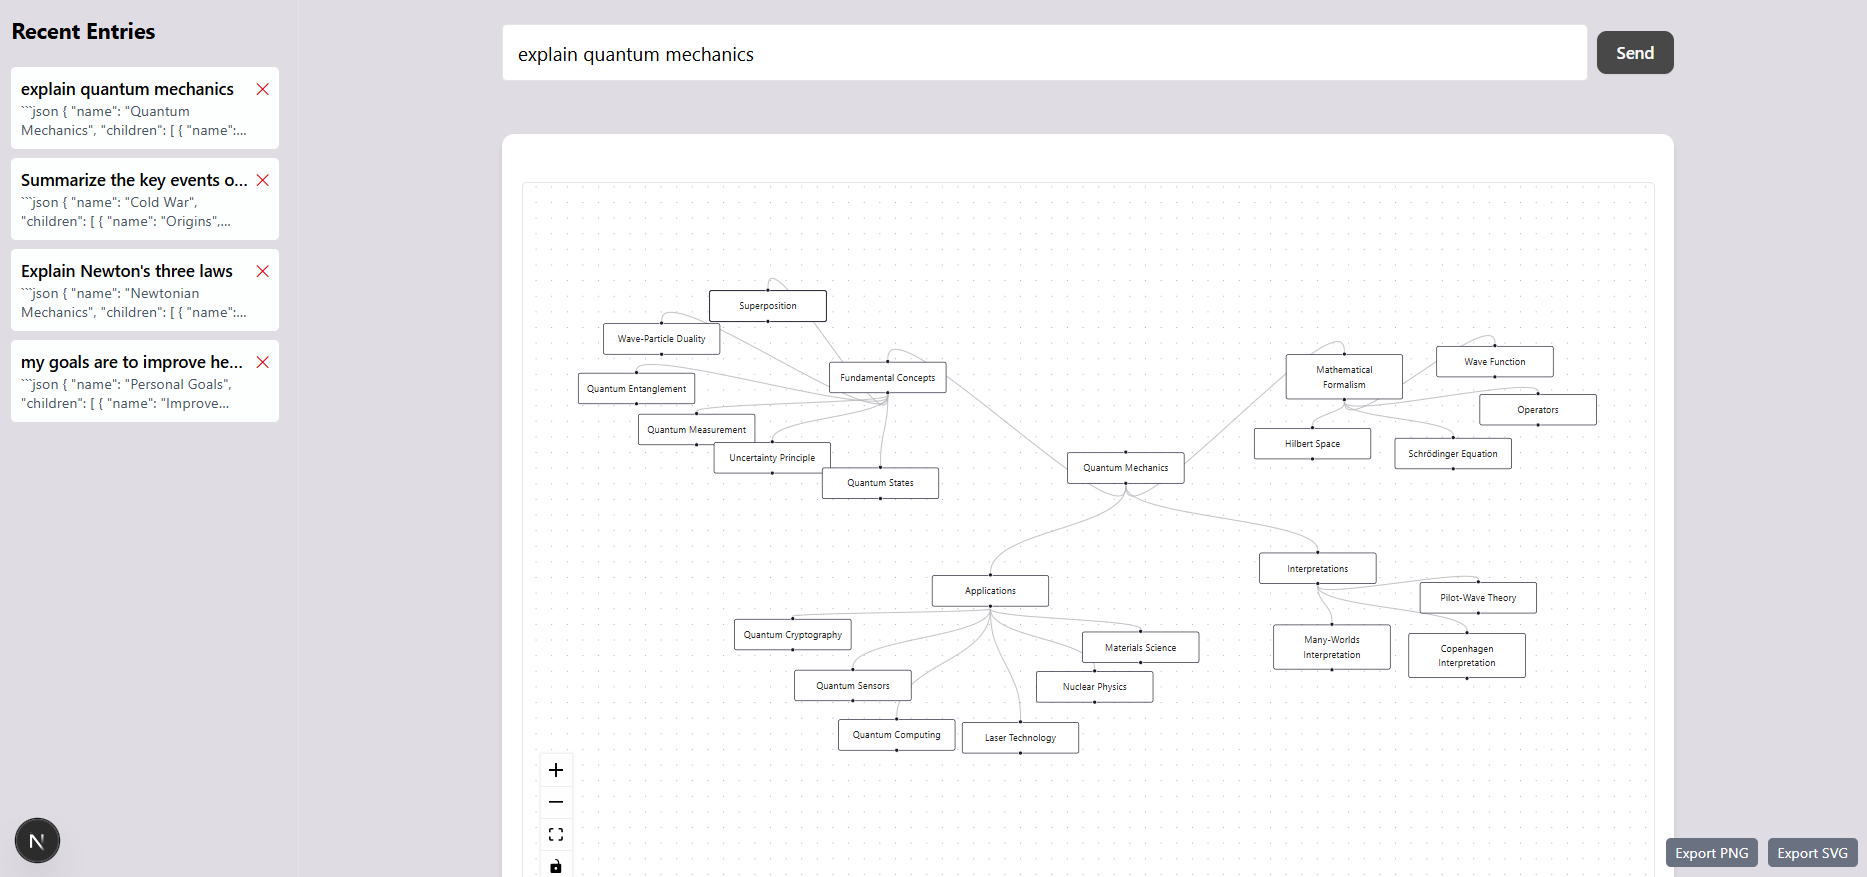 Recent Entries
explain quantum mechanics
```json { "name": "Quantum
Mechanics", "children": [ { "name":...
Summarize the key events o...
```json { "name": "Cold War",
"children": [ { "name": "Origins",...
Explain Newton's three laws
```json { "name": "Newtonian
Mechanics", "children": [ { "name":...
my goals are to improve he...
```json { "name": "Personal Goals",
"children": [ { "name": "Improve...
N
explain quantum mechanics
Send
Superposition
Wave-Particle Duality
Fundamental Concepts
Quantum Entanglement
Quantum Measurement
Uncertainty Principle
Quantum States
Mathematical
Formalism
Wave Function
Operators
Hilbert Space
Schrödinger Equation
Quantum Mechanics
Applications
Quantum Cryptography
Quantum Sensors
Quantum Computing
Laser Technology
Nuclear Physics
Materials Science
Interpretations
Pilot-Wave Theory
Many-Worlds
Interpretation
Copenhagen
Interpretation
Export PNG
Export SVG